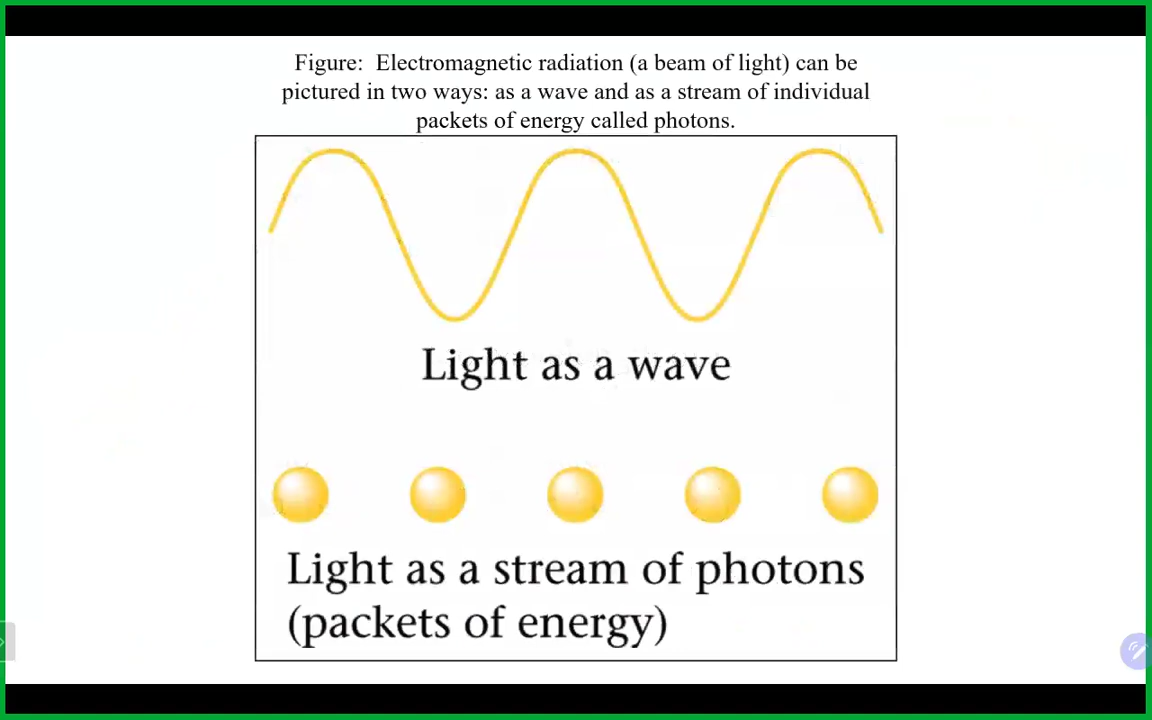 Figure:  Electromagnetic radiation (a beam of light) can be
pictured in two ways: as a wave and as a stream of individual
packets of energy called photons.
Light as a wave
Light as a stream of photons
(packets of energy)